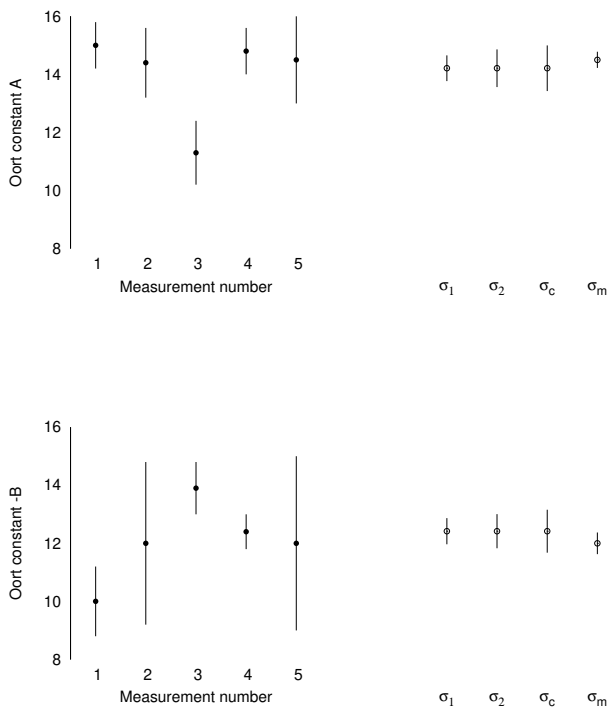 16
14
12
10
8
Oort constant A
1 2 3 4 5
Measurement number
σ1 σ2 σc σm
16
14
12
10
8
Oort constant -B
1 2 3 4 5
Measurement number
σ1 σ2 σc σm